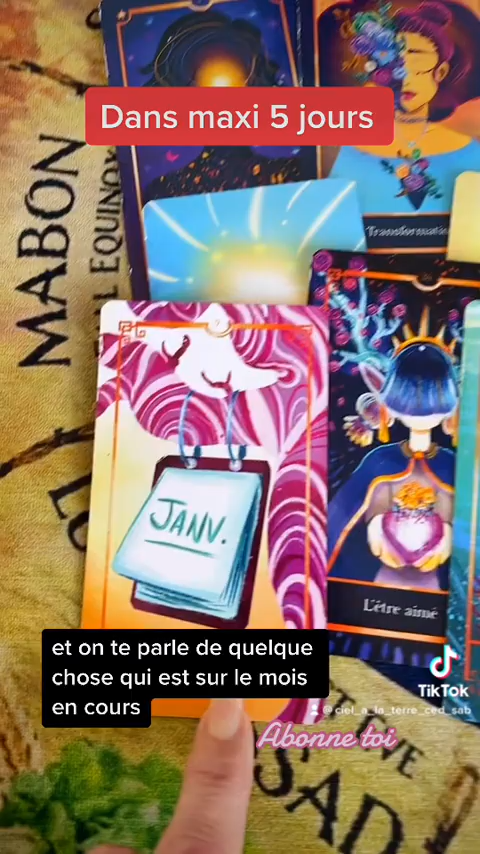 Dans maxi 5 jours
MABON
EQUINOX
JANV.
L'être aimé
et on te parle de quelque
chose qui est sur le mois
en cours
TikTok
@ciel_a_la_terre_ced_sab
Abonne toi